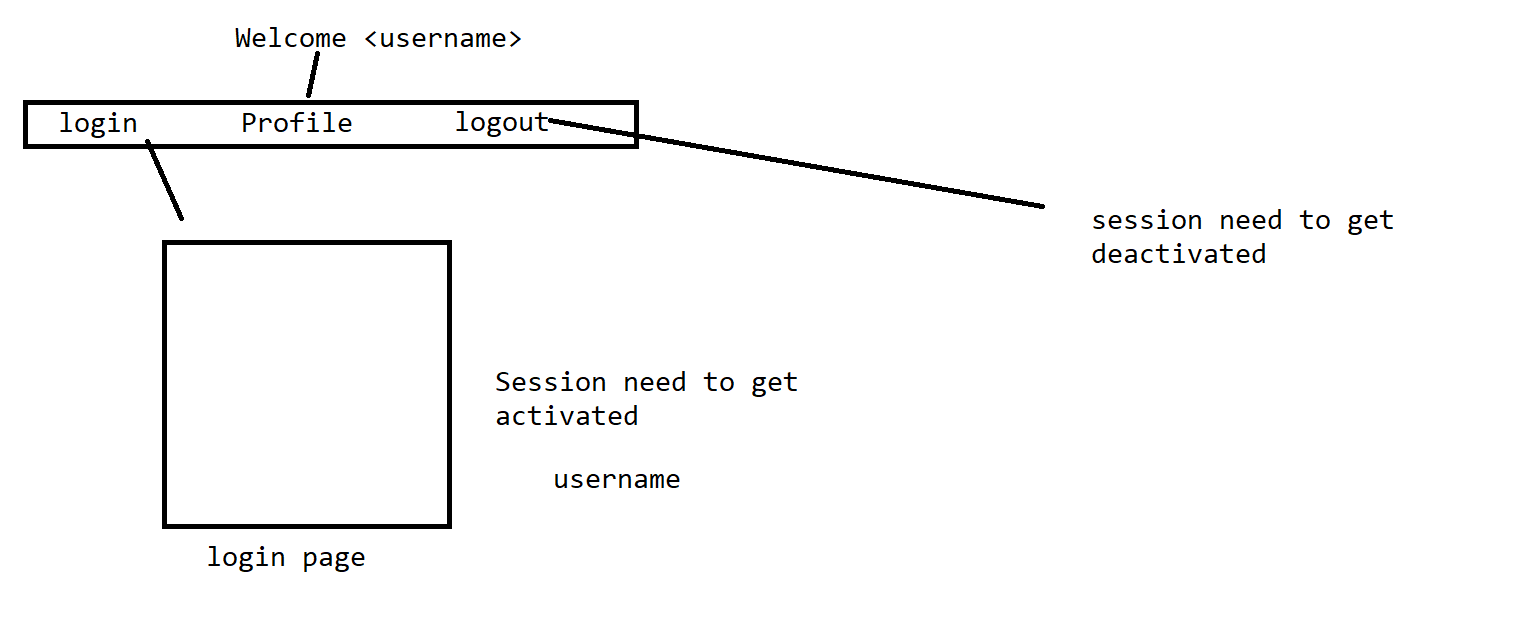 Welcome <username>
login Profile logout
session need to get
deactivated
Session need to get
activated
username
login page